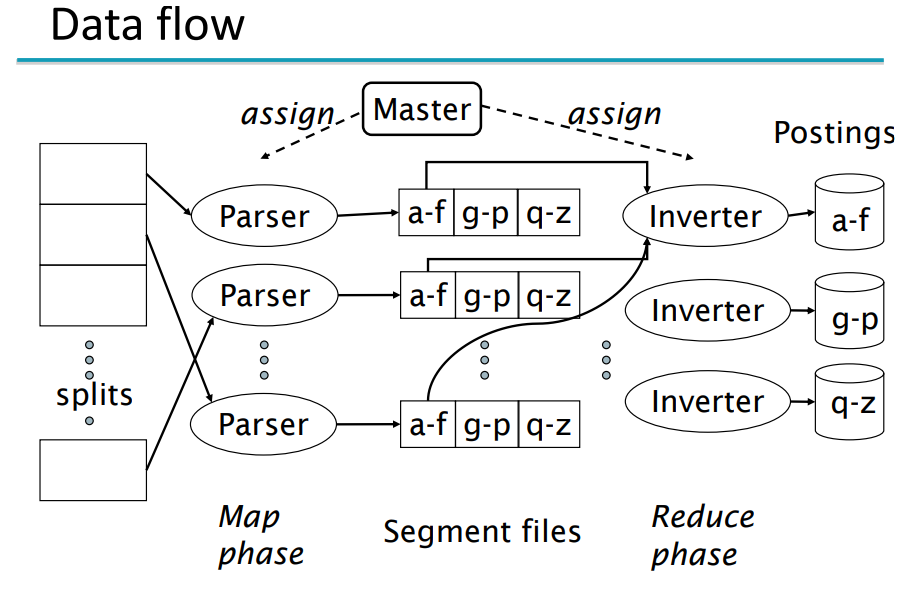 Data flow
assign
Master
assign
Postings
Parser
a-f g-p q-z
Inverter
a-f
Parser
a-f g-p q-z
Inverter
g-p
splits
Parser
a-f g-p q-z
Inverter
q-z
Map
phase
Segment files
Reduce
phase